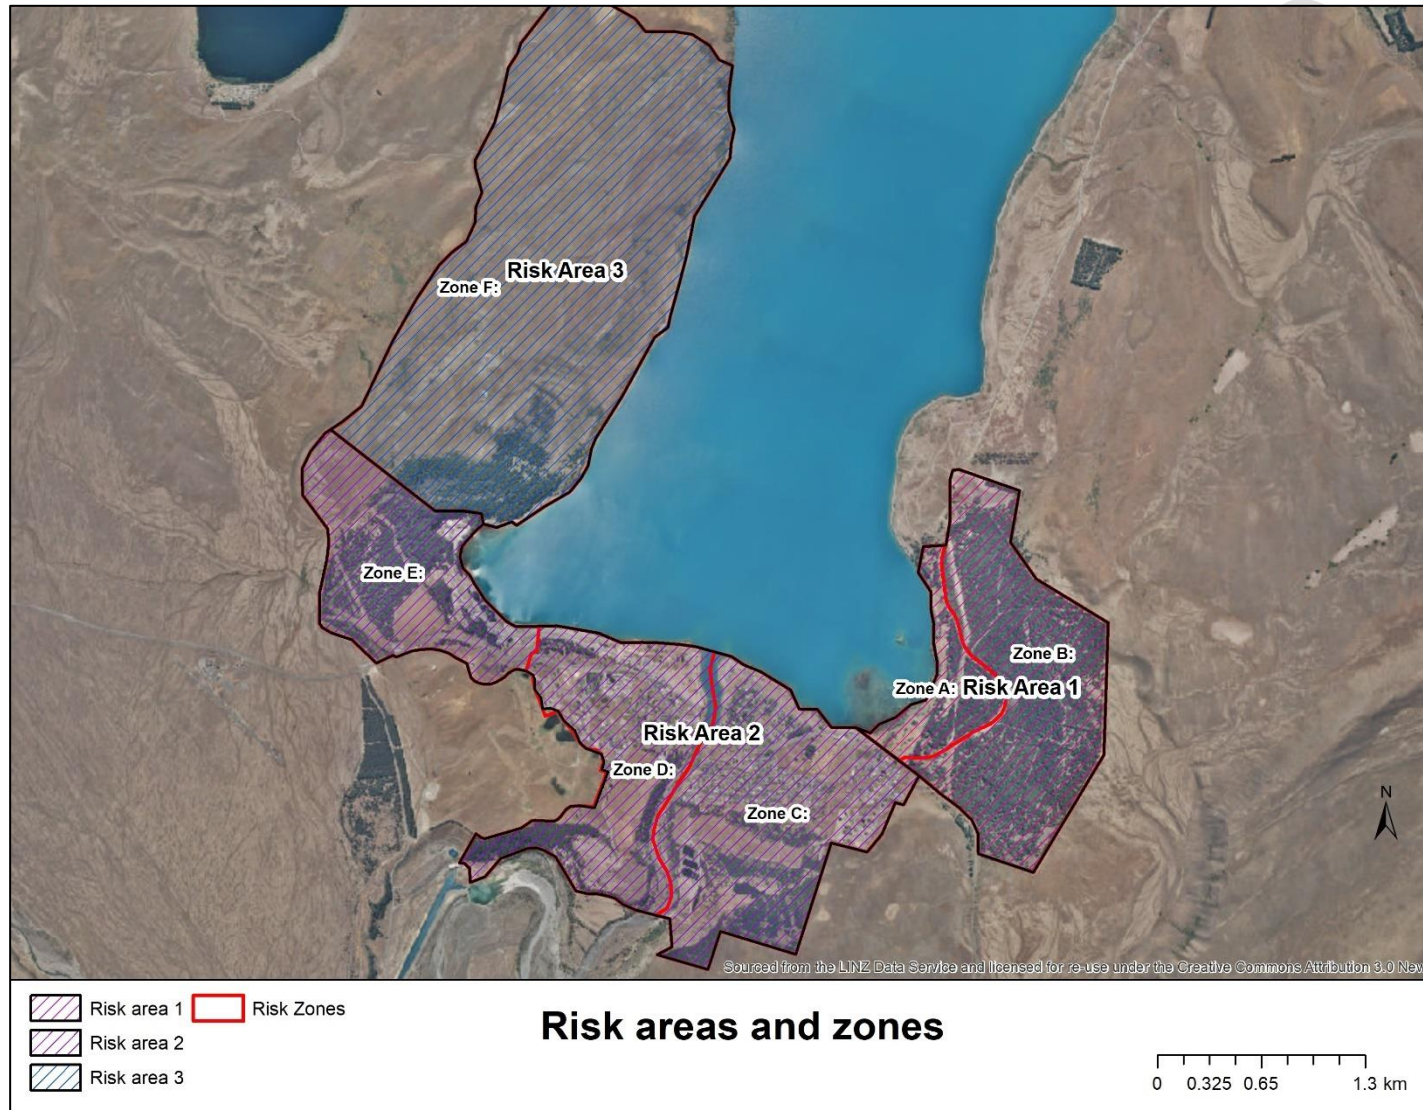 Risk Area 3
Zone F:
Zone E:
Zone B:
Zone A: Risk Area 1
Risk Area 2
Zone D:
Zone C:
N
Sourced from the LINZ Data Service and licensed for re-use under the Creative Commons Attribution 3.0 New
Risk area 1
Risk Zones
Risk area 2
Risk area 3
Risk areas and zones
0 0.325 0.65 1.3 km